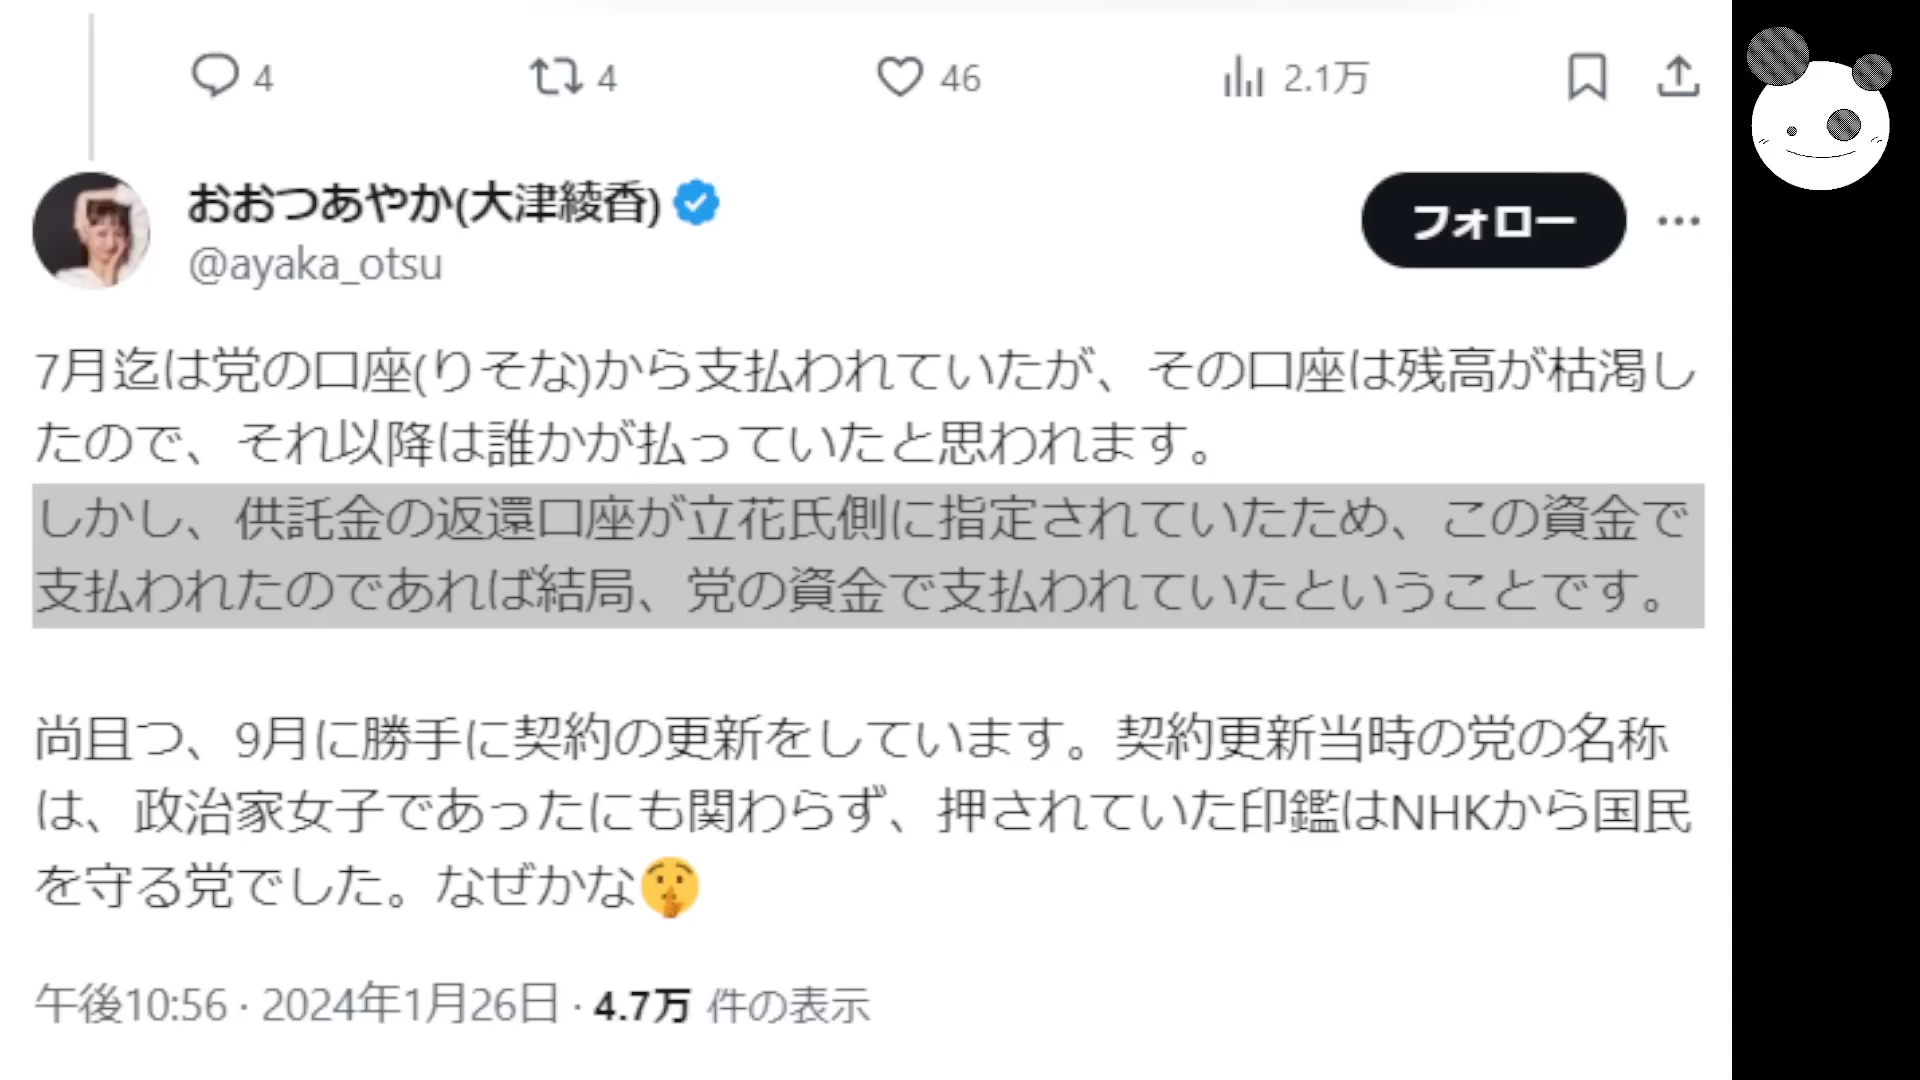 4 4 46 2.1万
おおつあやか(大津綾香)
@ayaka_otsu
フォロー
7月迄は党の口座(りそな)から支払われていたが、その口座は残高が枯渇し
たので、それ以降は誰かが払っていたと思われます。
しかし、供託金の返還口座が立花氏側に指定されていたため、この資金で
支払われたのであれば結局、党の資金で支払われていたということです。
尚且つ、9月に勝手に契約の更新をしています。契約更新当時の党の名称
は、政治家女子であったにも関わらず、押されていた印鑑はNHKから国民
を守る党でした。なぜかな🤫
午後10:56 · 2024年1月26日 · 4.7万 件の表示